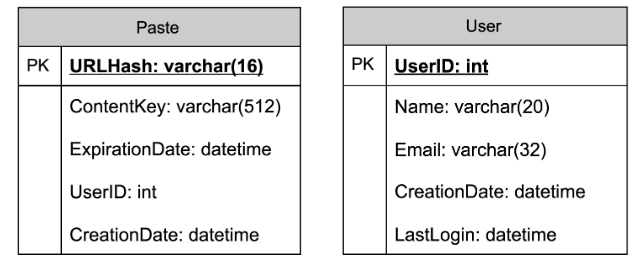 Paste
PK URLHash: varchar(16)
ContentKey: varchar(512)
ExpirationDate: datetime
UserID: int
CreationDate: datetime
User
PK UserID: int
Name: varchar(20)
Email: varchar(32)
CreationDate: datetime
LastLogin: datetime